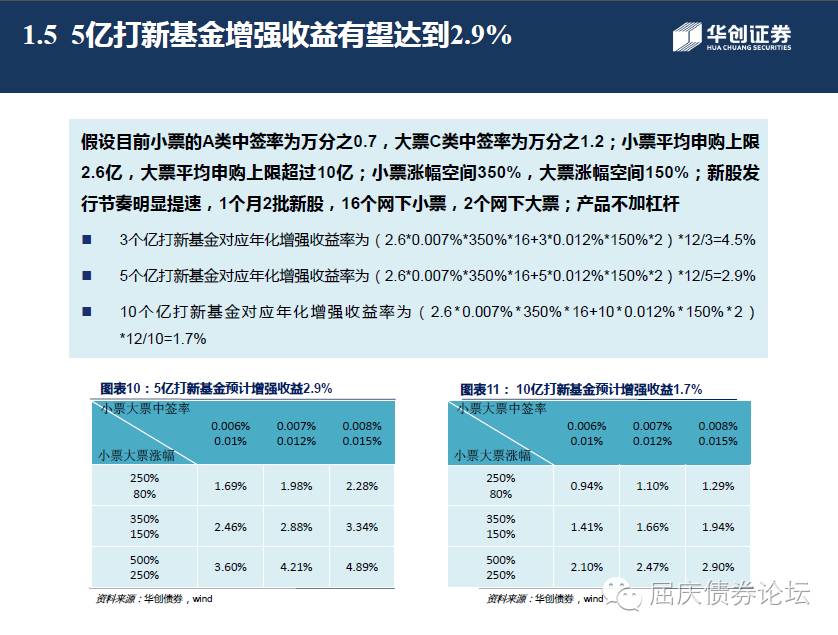 1.5 5亿打新基金增强收益有望达到2.9%
华创证券
HUA CHUANG SECURITIES
假设目前小票的A类中签率为万分之0.7，大票C类中签率为万分之1.2；小票平均申购上限
2.6亿，大票平均申购上限超过10亿；小票涨幅空间350%，大票涨幅空间150%；新股发
行节奏明显提速，1个月2批新股，16个网下小票，2个网下大票；产品不加杠杆
■ 3个亿打新基金对应年化增强收益率为（2.6*0.007%*350%*16+3*0.012%*150%*2）*12/3=4.5%
■ 5个亿打新基金对应年化增强收益率为（2.6*0.007%*350%*16+5*0.012%*150%*2）*12/5=2.9%
■ 10个亿打新基金对应年化增强收益率为（2.6*0.007%*350%*16+10*0.012%*150%*2）
*12/10=1.7%
图表10：5亿打新基金预计增强收益2.9%
小票大票中签率
0.006% 0.007% 0.008%
0.01% 0.012% 0.015%
小票大票涨幅
250%
80% 1.69% 1.98% 2.28%
350%
150% 2.46% 2.88% 3.34%
500%
250% 3.60% 4.21% 4.89%
资料来源：华创债券，wind
图表11： 10亿打新基金预计增强收益1.7%
小票大票中签率
0.006% 0.007% 0.008%
0.01% 0.012% 0.015%
小票大票涨幅
250%
80% 0.94% 1.10% 1.29%
350%
150% 1.41% 1.66% 1.94%
500%
250% 2.10% 2.47% 2.90%
资料来源：华创债券，wind
屈庆债券论坛